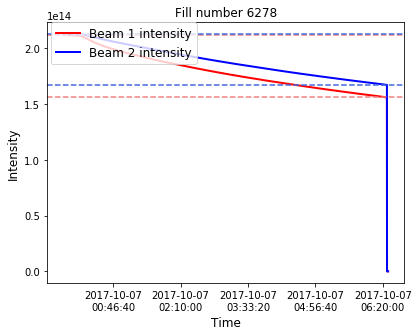 Fill number 6278
1e14
Beam 1 intensity
Beam 2 intensity
2.0
1.5
1.0
0.5
0.0
Intensity
2017-10-07 2017-10-07 2017-10-07 2017-10-07 2017-10-07
00:46:40 02:10:00 03:33:20 04:56:40 06:20:00
Time